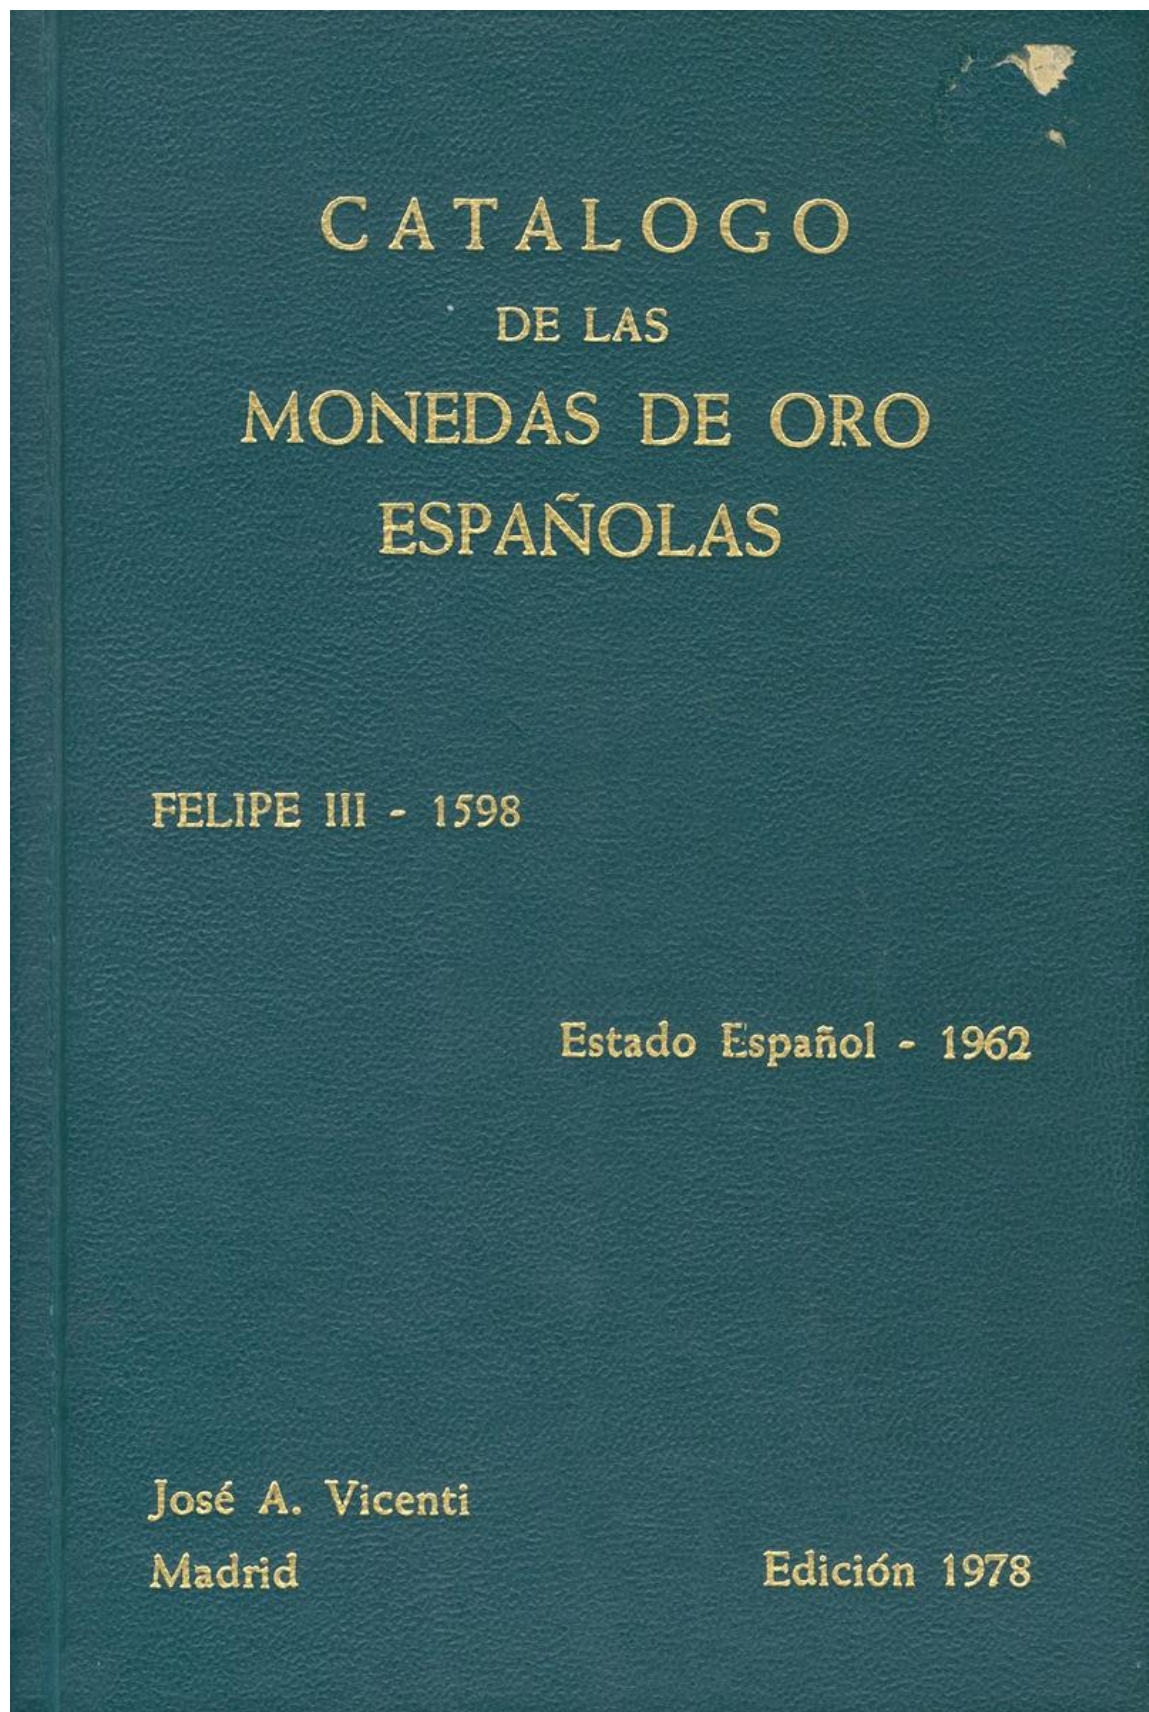 CATALOGO
DE LAS
MONEDAS DE ORO
ESPAÑOLAS
FELIPE III - 1598
Estado Español - 1962
José A. Vicenti
Madrid
Edición 1978